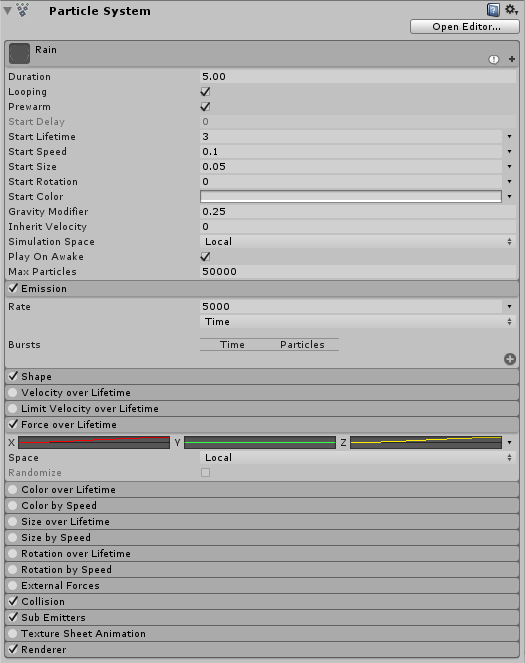 Particle System
Open Editor...
Rain
Duration 5.00
Looping
Prewarm
Start Delay 0
Start Lifetime 3
Start Speed 0.1
Start Size 0.05
Start Rotation 0
Start Color
Gravity Modifier 0.25
Inherit Velocity 0
Simulation Space Local
Play On Awake
Max Particles 50000
Emission
Rate 5000
Time
Bursts Time Particles
Shape
Velocity over Lifetime
Limit Velocity over Lifetime
Force over Lifetime
X Y Z
Space Local
Randomize
Color over Lifetime
Color by Speed
Size over Lifetime
Size by Speed
Rotation over Lifetime
Rotation by Speed
External Forces
Collision
Sub Emitters
Texture Sheet Animation
Renderer